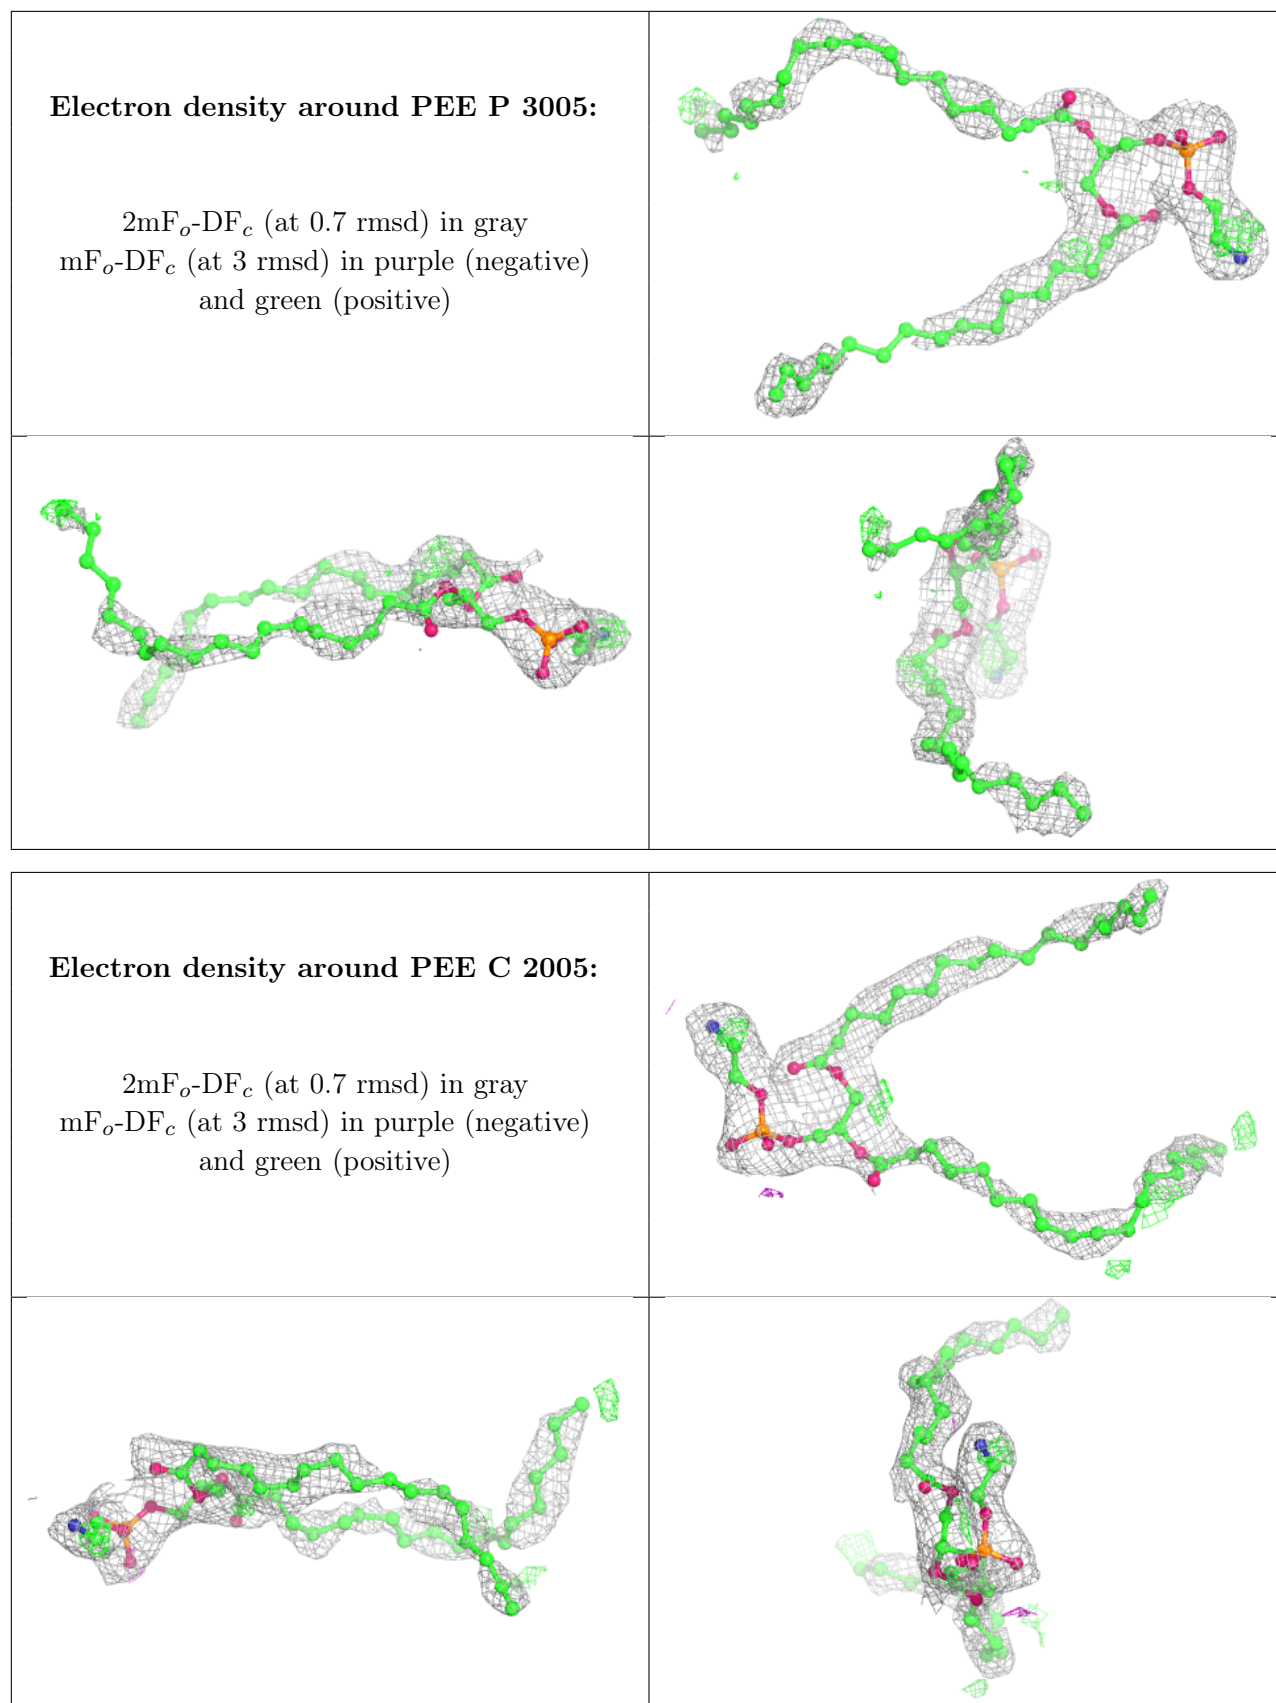 Electron density around PEE P 3005:
2mFo-DFc (at 0.7 rmsd) in gray
mFo-DFc (at 3 rmsd) in purple (negative)
and green (positive)
Electron density around PEE C 2005:
2mFo-DFc (at 0.7 rmsd) in gray
mFo-DFc (at 3 rmsd) in purple (negative)
and green (positive)